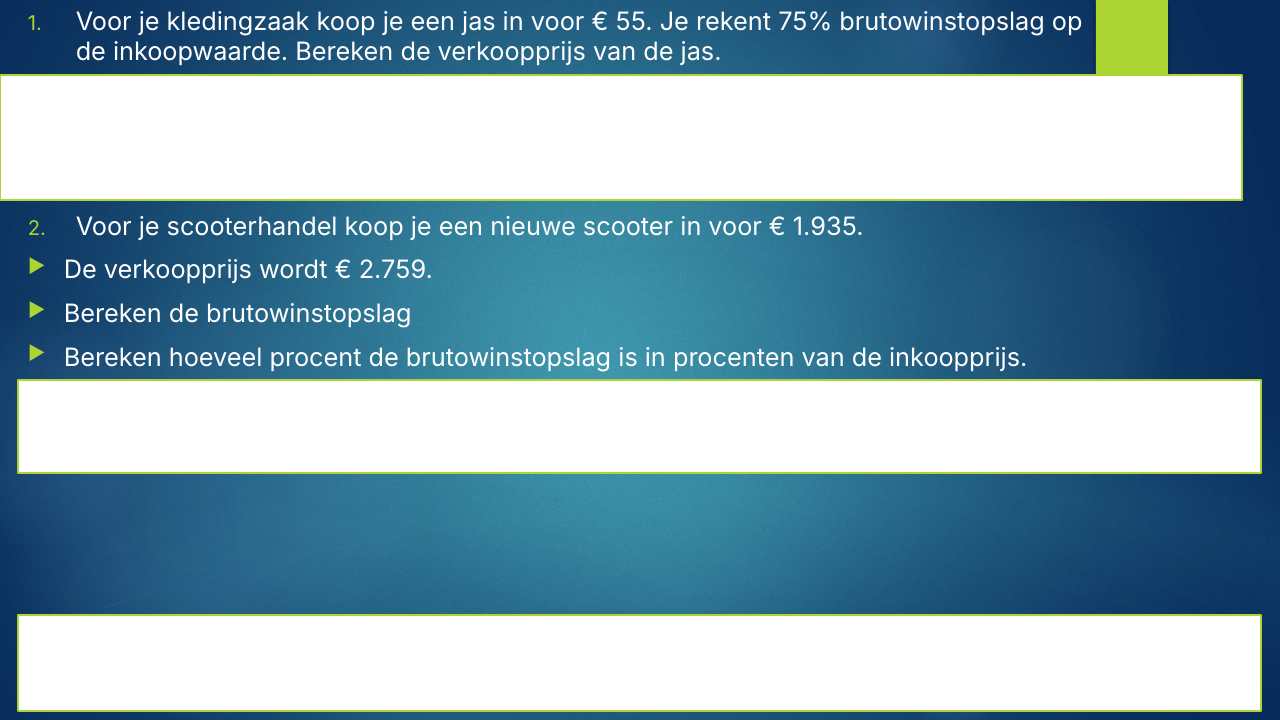 1. Voor je kledingzaak koop je een jas in voor € 55. Je rekent 75% brutowinstopslag op
de inkoopwaarde. Bereken de verkoopprijs van de jas.
2. Voor je scooterhandel koop je een nieuwe scooter in voor € 1.935.
De verkoopprijs wordt € 2.759.
Bereken de brutowinstopslag
Bereken hoeveel procent de brutowinstopslag is in procenten van de inkoopprijs.